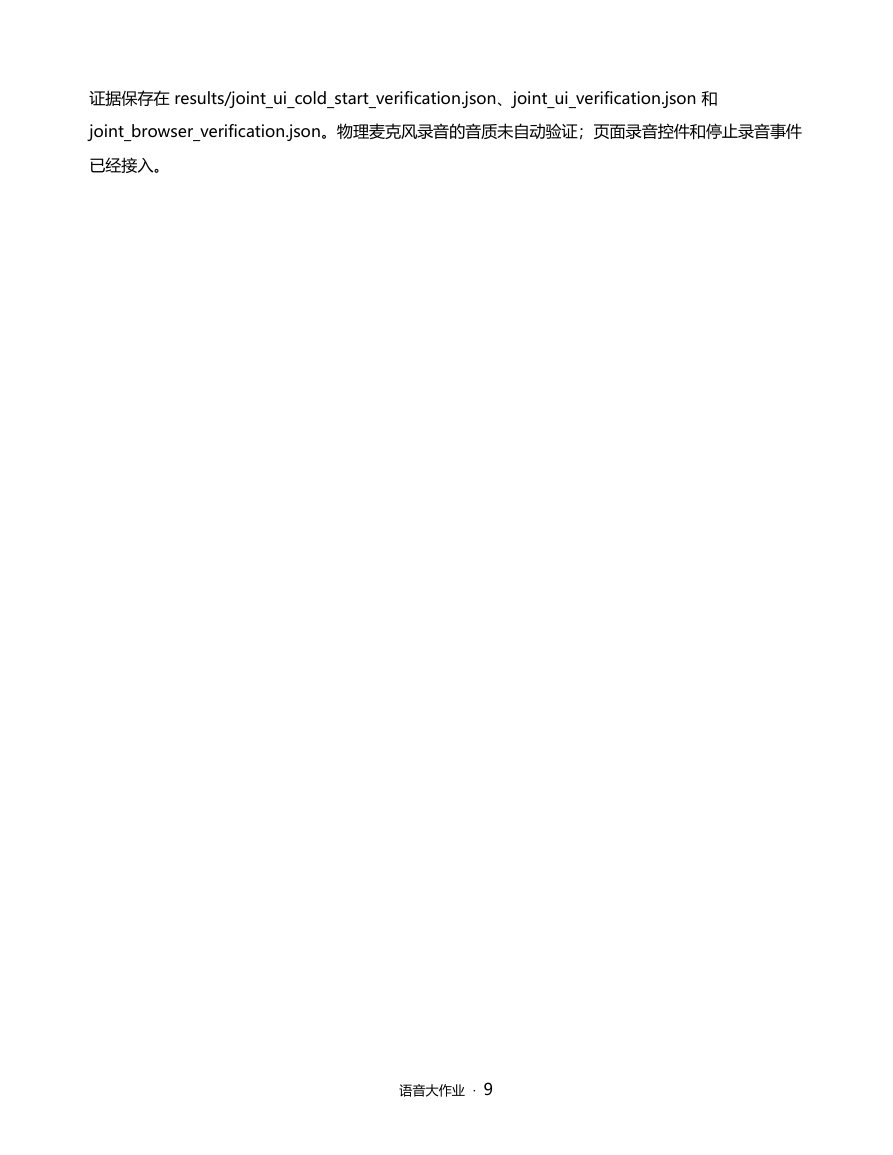 证据保存在 results/joint_ui_cold_start_verification.json、joint_ui_verification.json 和
joint_browser_verification.json。物理麦克风录音的音质未自动验证；页面录音控件和停止录音事件
已经接入。
语音大作业 · 9